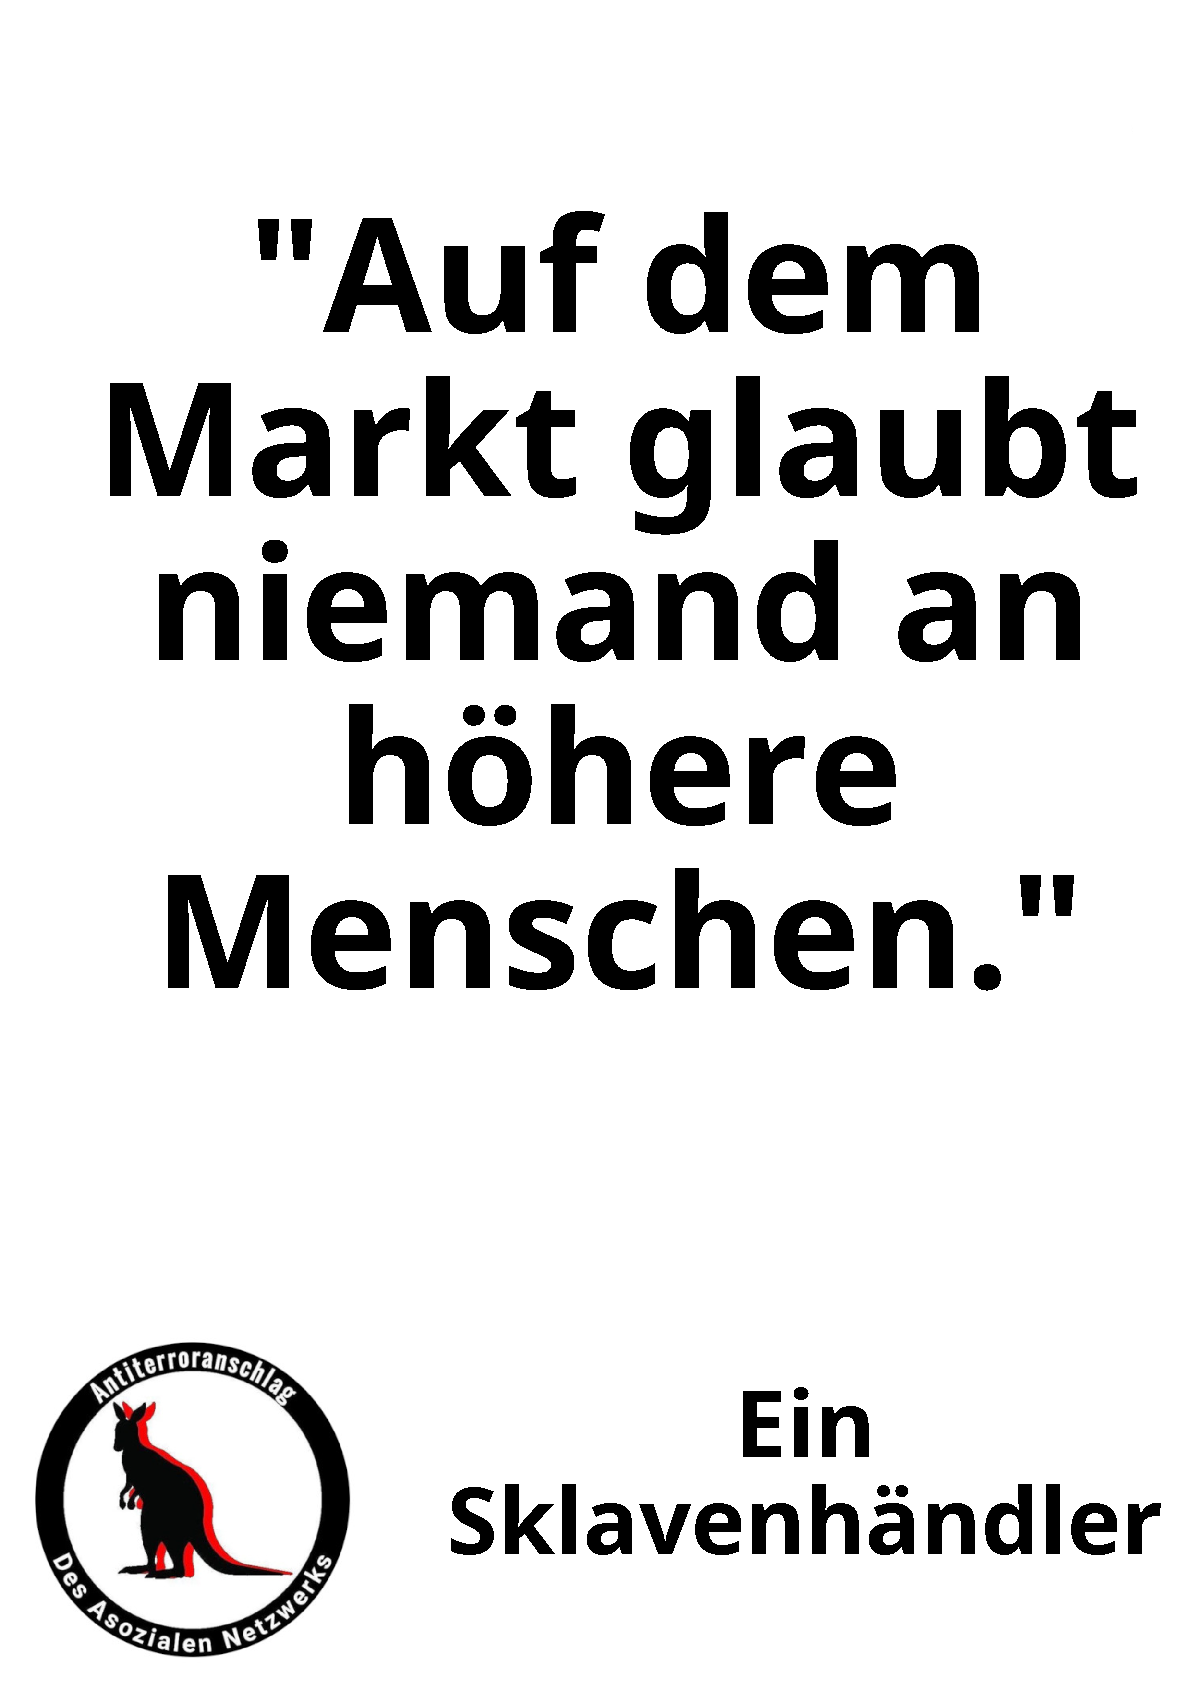 "Auf dem
Markt glaubt
niemand an
höhere
Menschen."
Ein
Sklavenhändler
Antiterroranschlag
Des Asozialen Netzwerks